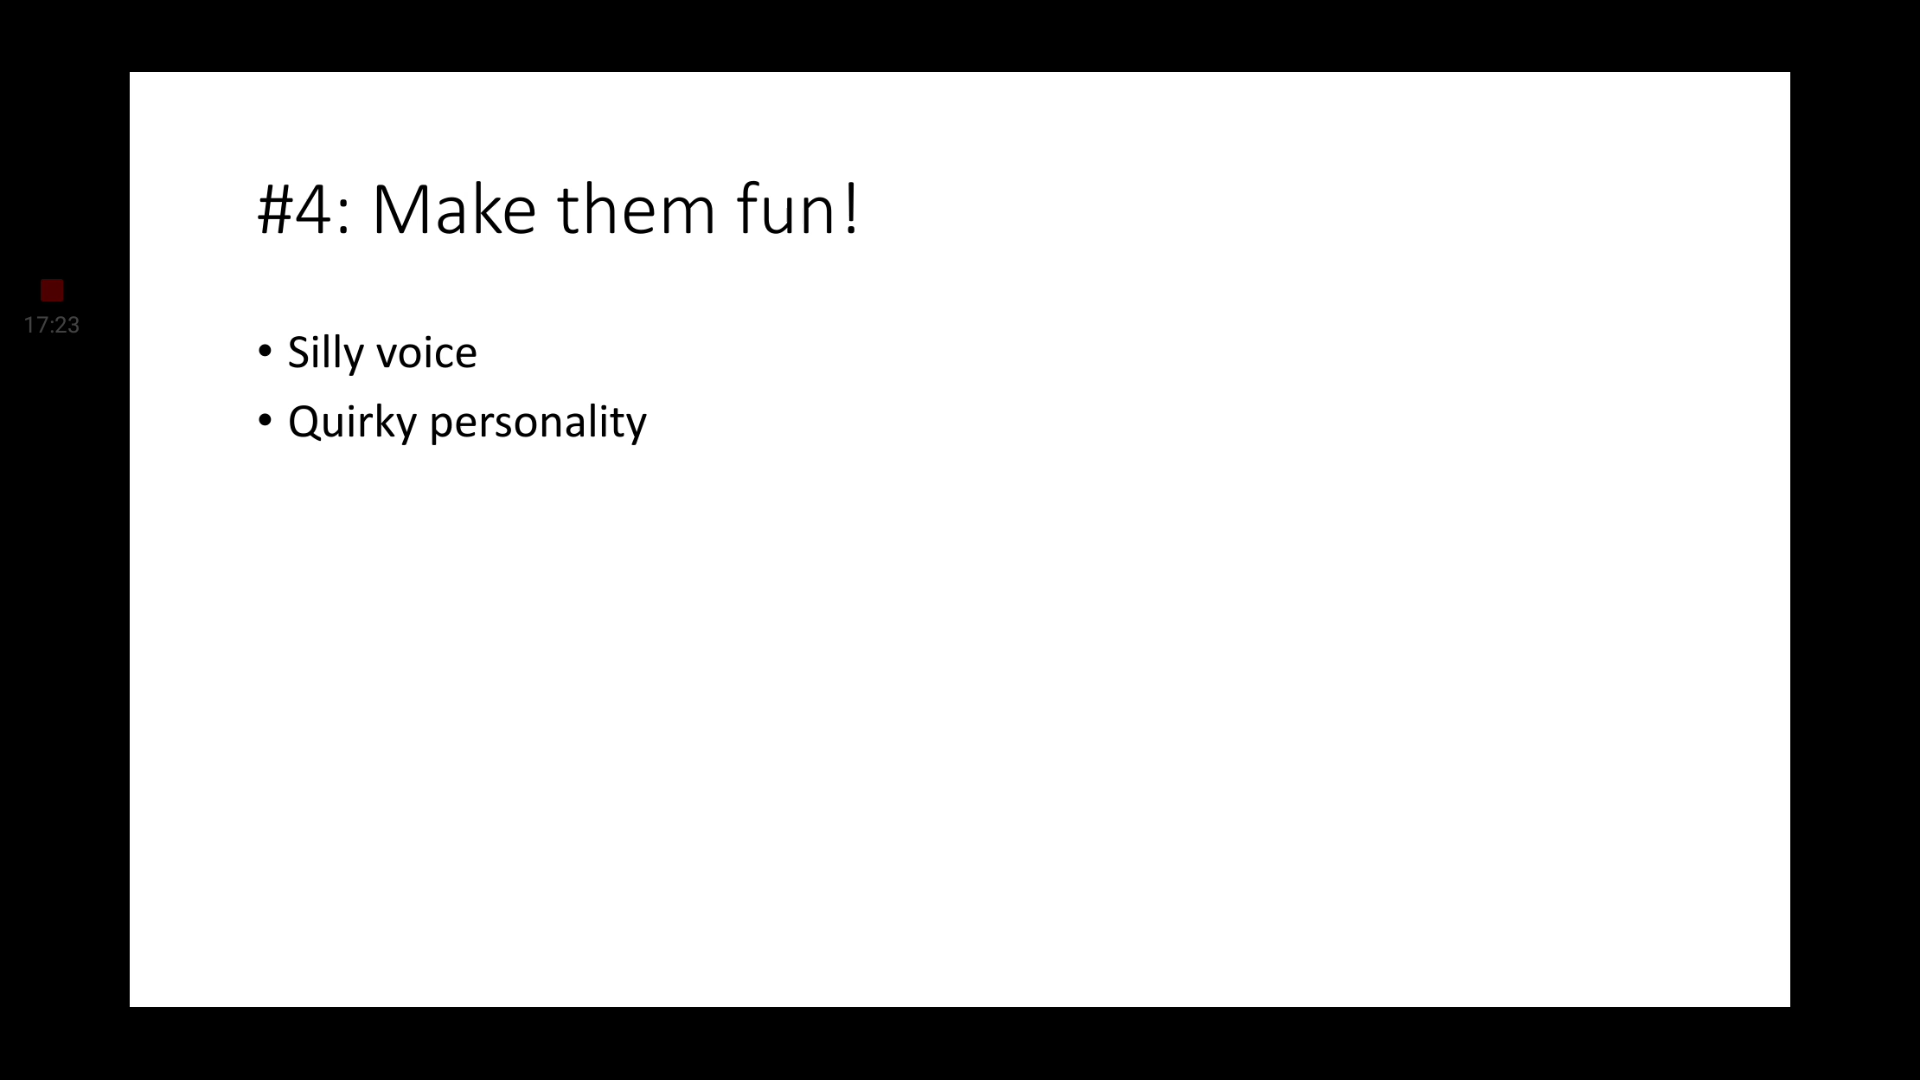 #4: Make them fun!
17:23
• Silly voice
• Quirky personality